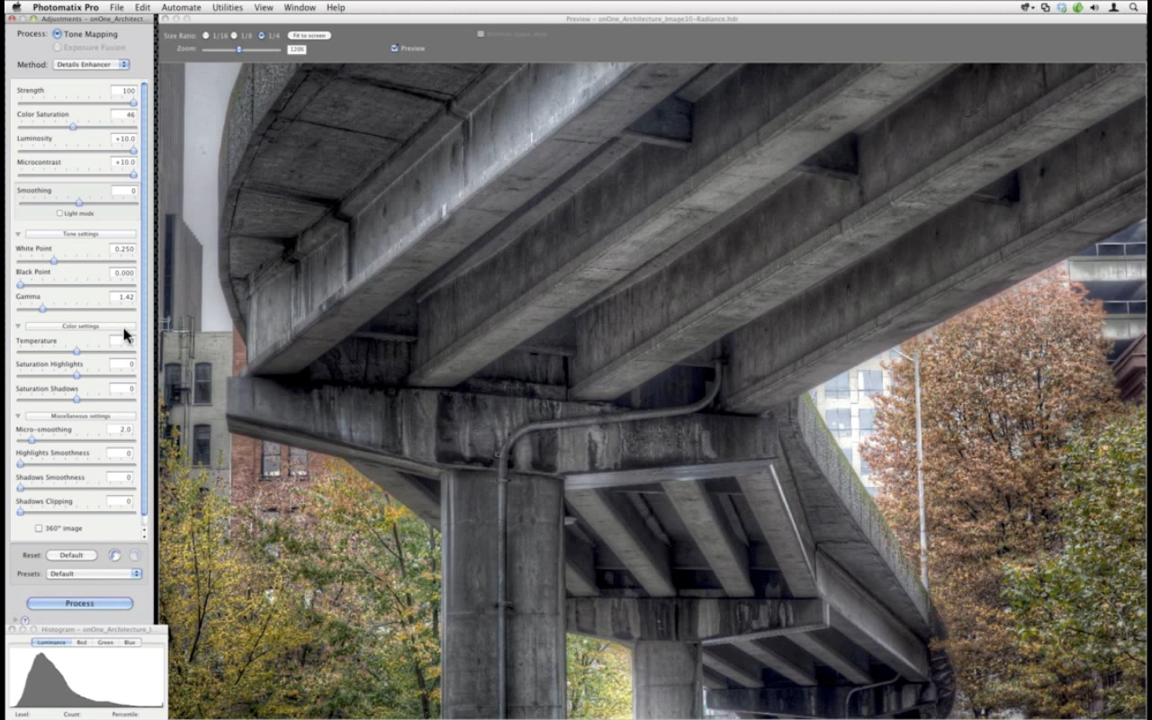 Photomatix Pro File Edit Automate Utilities View Window Help
Adjustments – onOne_Architect...
Preview – onOne_Architecture_Image10-Radiance.hdr
Process: Tone Mapping
Exposure Fusion
Method: Details Enhancer
Size Ratio: 1/16 1/8 1/4 Fit to screen
Zoom: 120% Preview
Strength 100
Color Saturation 46
Luminosity +10.0
Microcontrast +10.0
Smoothing 0
Light mode
Tone settings
White Point 0.250
Black Point 0.000
Gamma 1.42
Color settings
Temperature
Saturation Highlights 0
Saturation Shadows 0
Miscellaneous settings
Micro-smoothing 2.0
Highlights Smoothness 0
Shadows Smoothness 0
Shadows Clipping 0
360° image
Reset: Default
Presets: Default
Process
Histogram – onOne_Architecture_I...
Luminance Red Green Blue
Level: Count: Percentile: